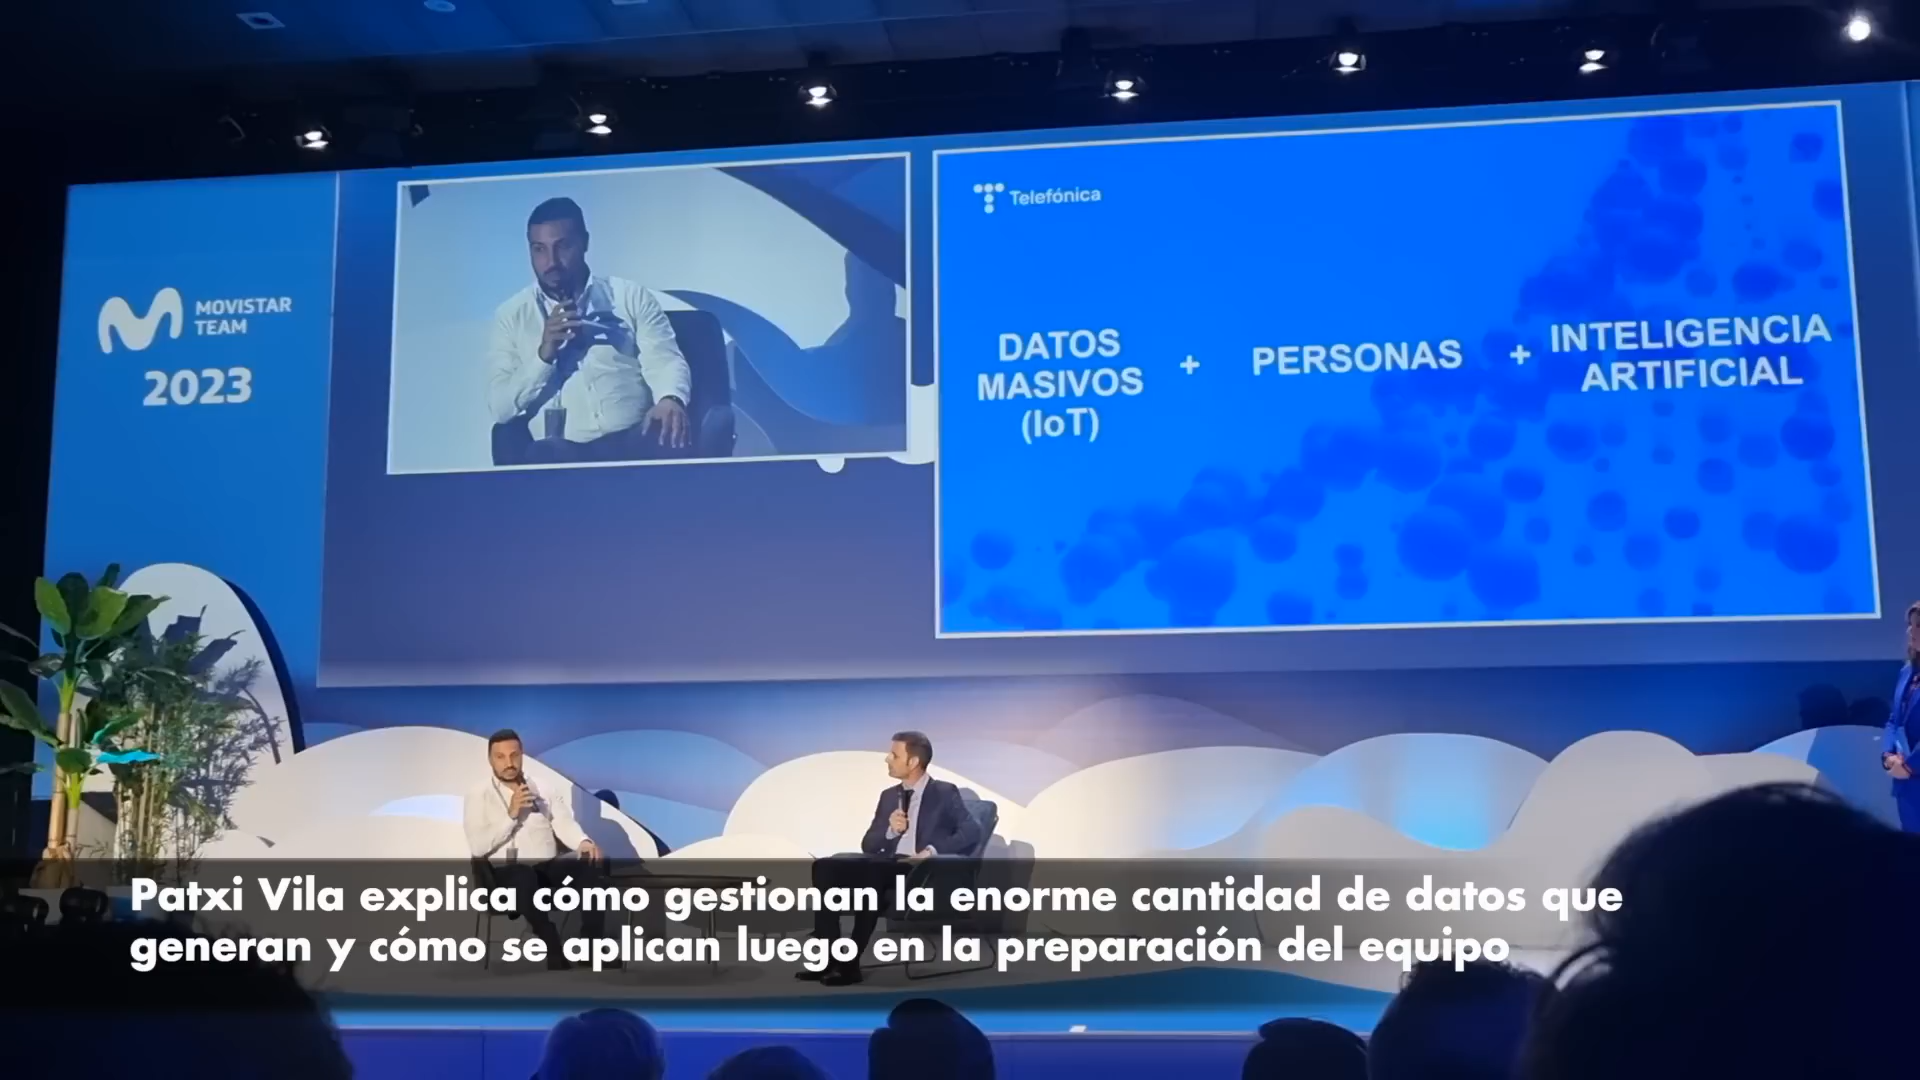 MOVISTAR
TEAM
2023
Telefónica
DATOS
MASIVOS
(IoT)
+
PERSONAS
+
INTELIGENCIA
ARTIFICIAL
Patxi Vila explica cómo gestionan la enorme cantidad de datos que
generan y cómo se aplican luego en la preparación del equipo